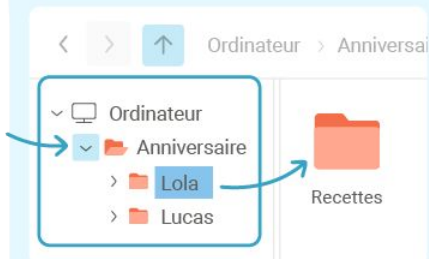 Ordinateur > Anniversai
Ordinateur
Anniversaire
Lola
Lucas
Recettes